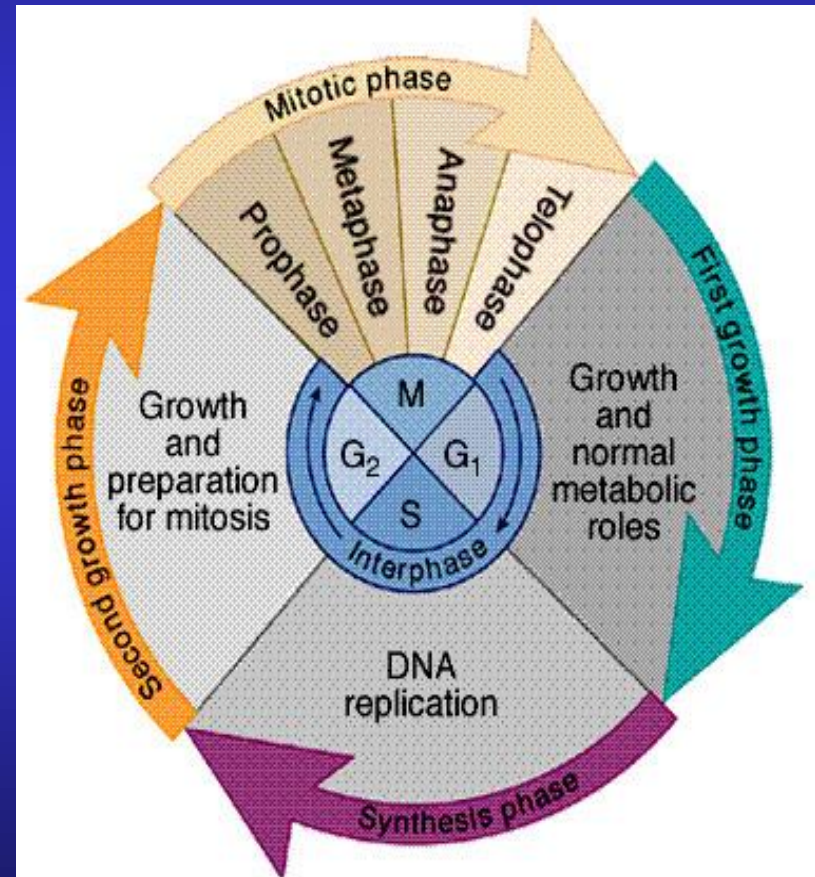 Mitotic phase
Prophase
Metaphase
Anaphase
Telophase
First growth phase
Growth
and
normal
metabolic
roles
Growth
and
preparation
for mitosis
Second growth phase
M
G₂
G₁
S
Interphase
DNA
replication
Synthesis phase